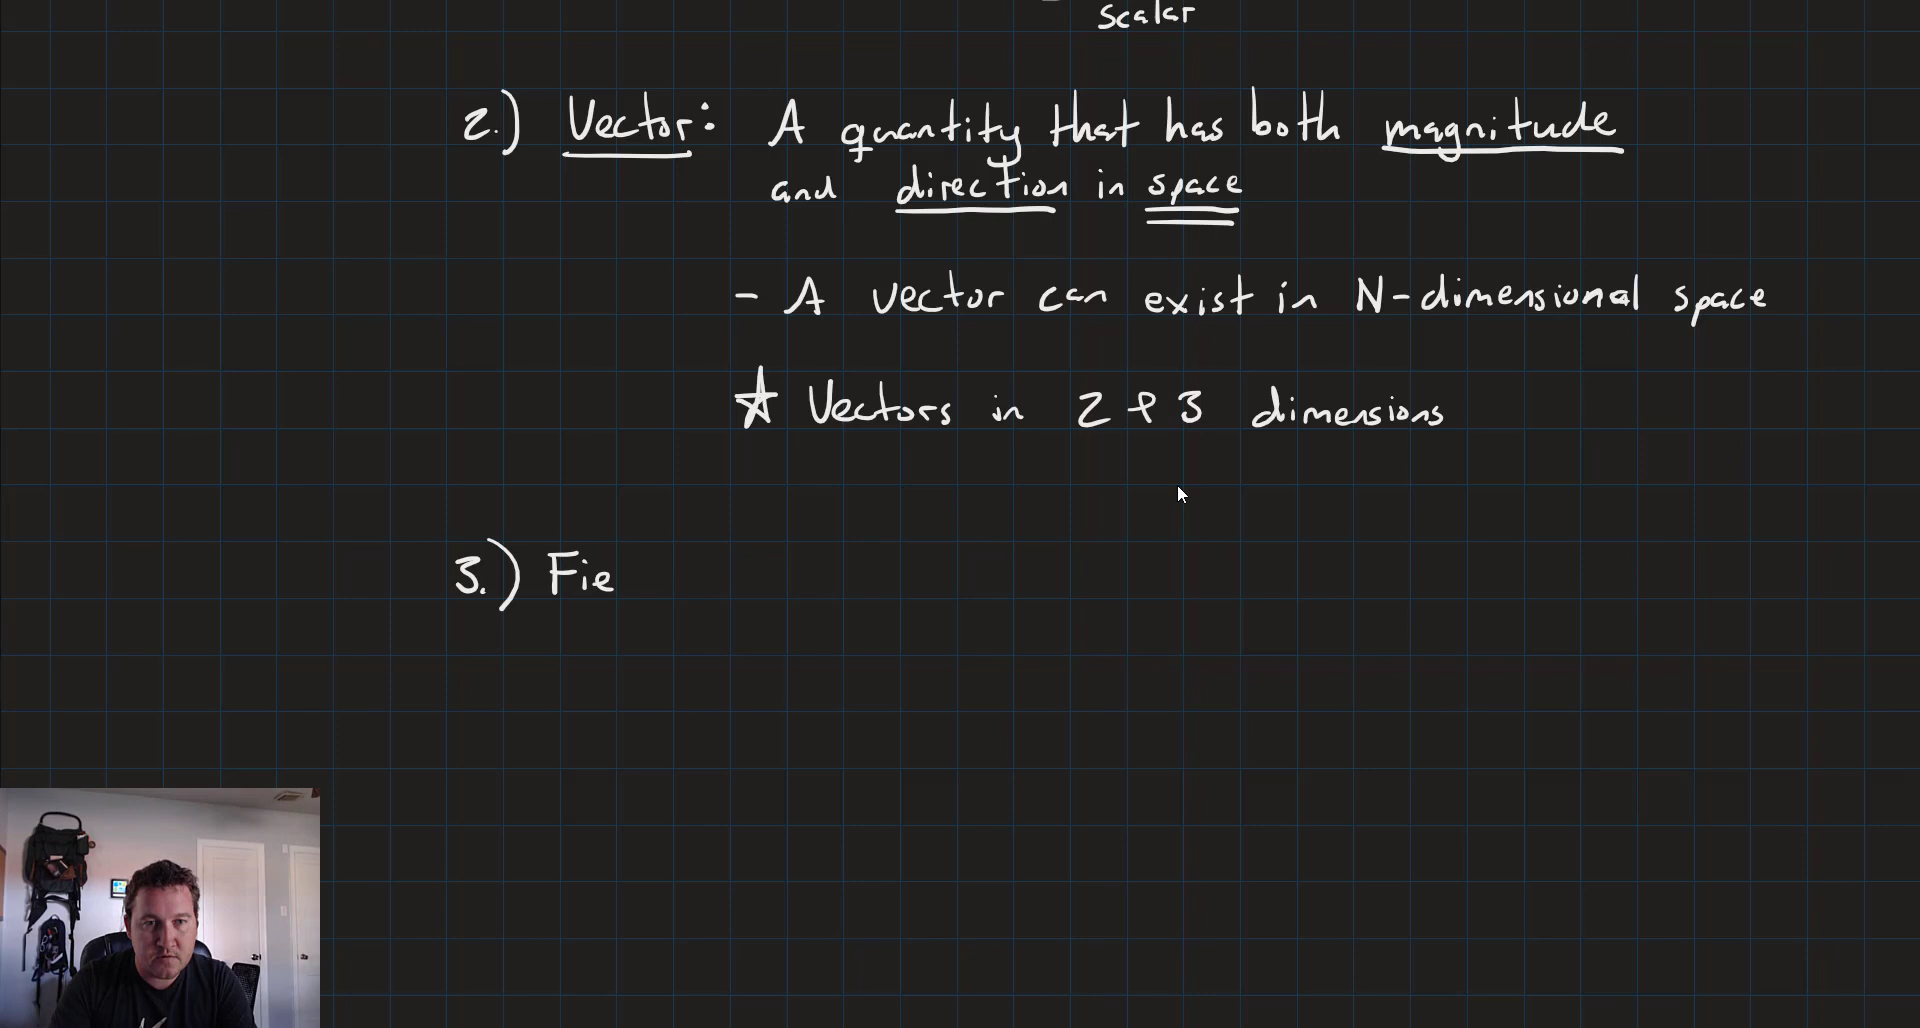 scalar
2.) Vector: A quantity that has both magnitude
and direction in space
- A vector can exist in N-dimensional space
☆ Vectors in 2 & 3 dimensions
3.) Fie